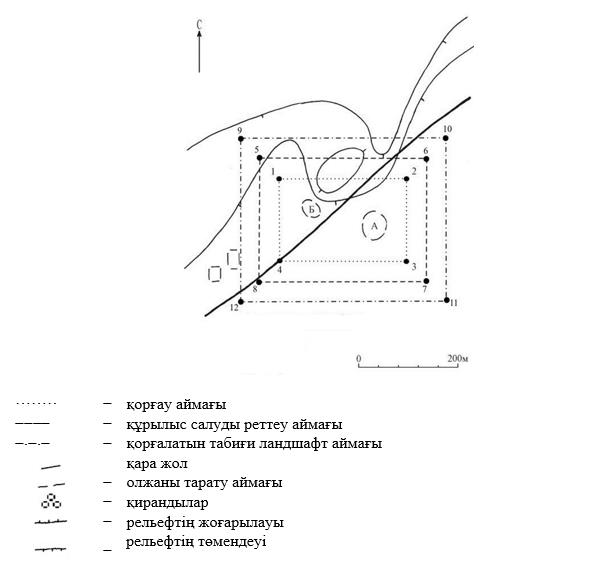 С
9
10
5
6
1
2
Б
А
4
3
8
7
12
11
0 200м
– қорғау аймағы
– құрылыс салуды реттеу аймағы
– қорғалатын табиғи ландшафт аймағы
қара жол
– олжаны тарату аймағы
– қирандылар
– рельефтің жоғарылауы
– рельефтің төмендеуі